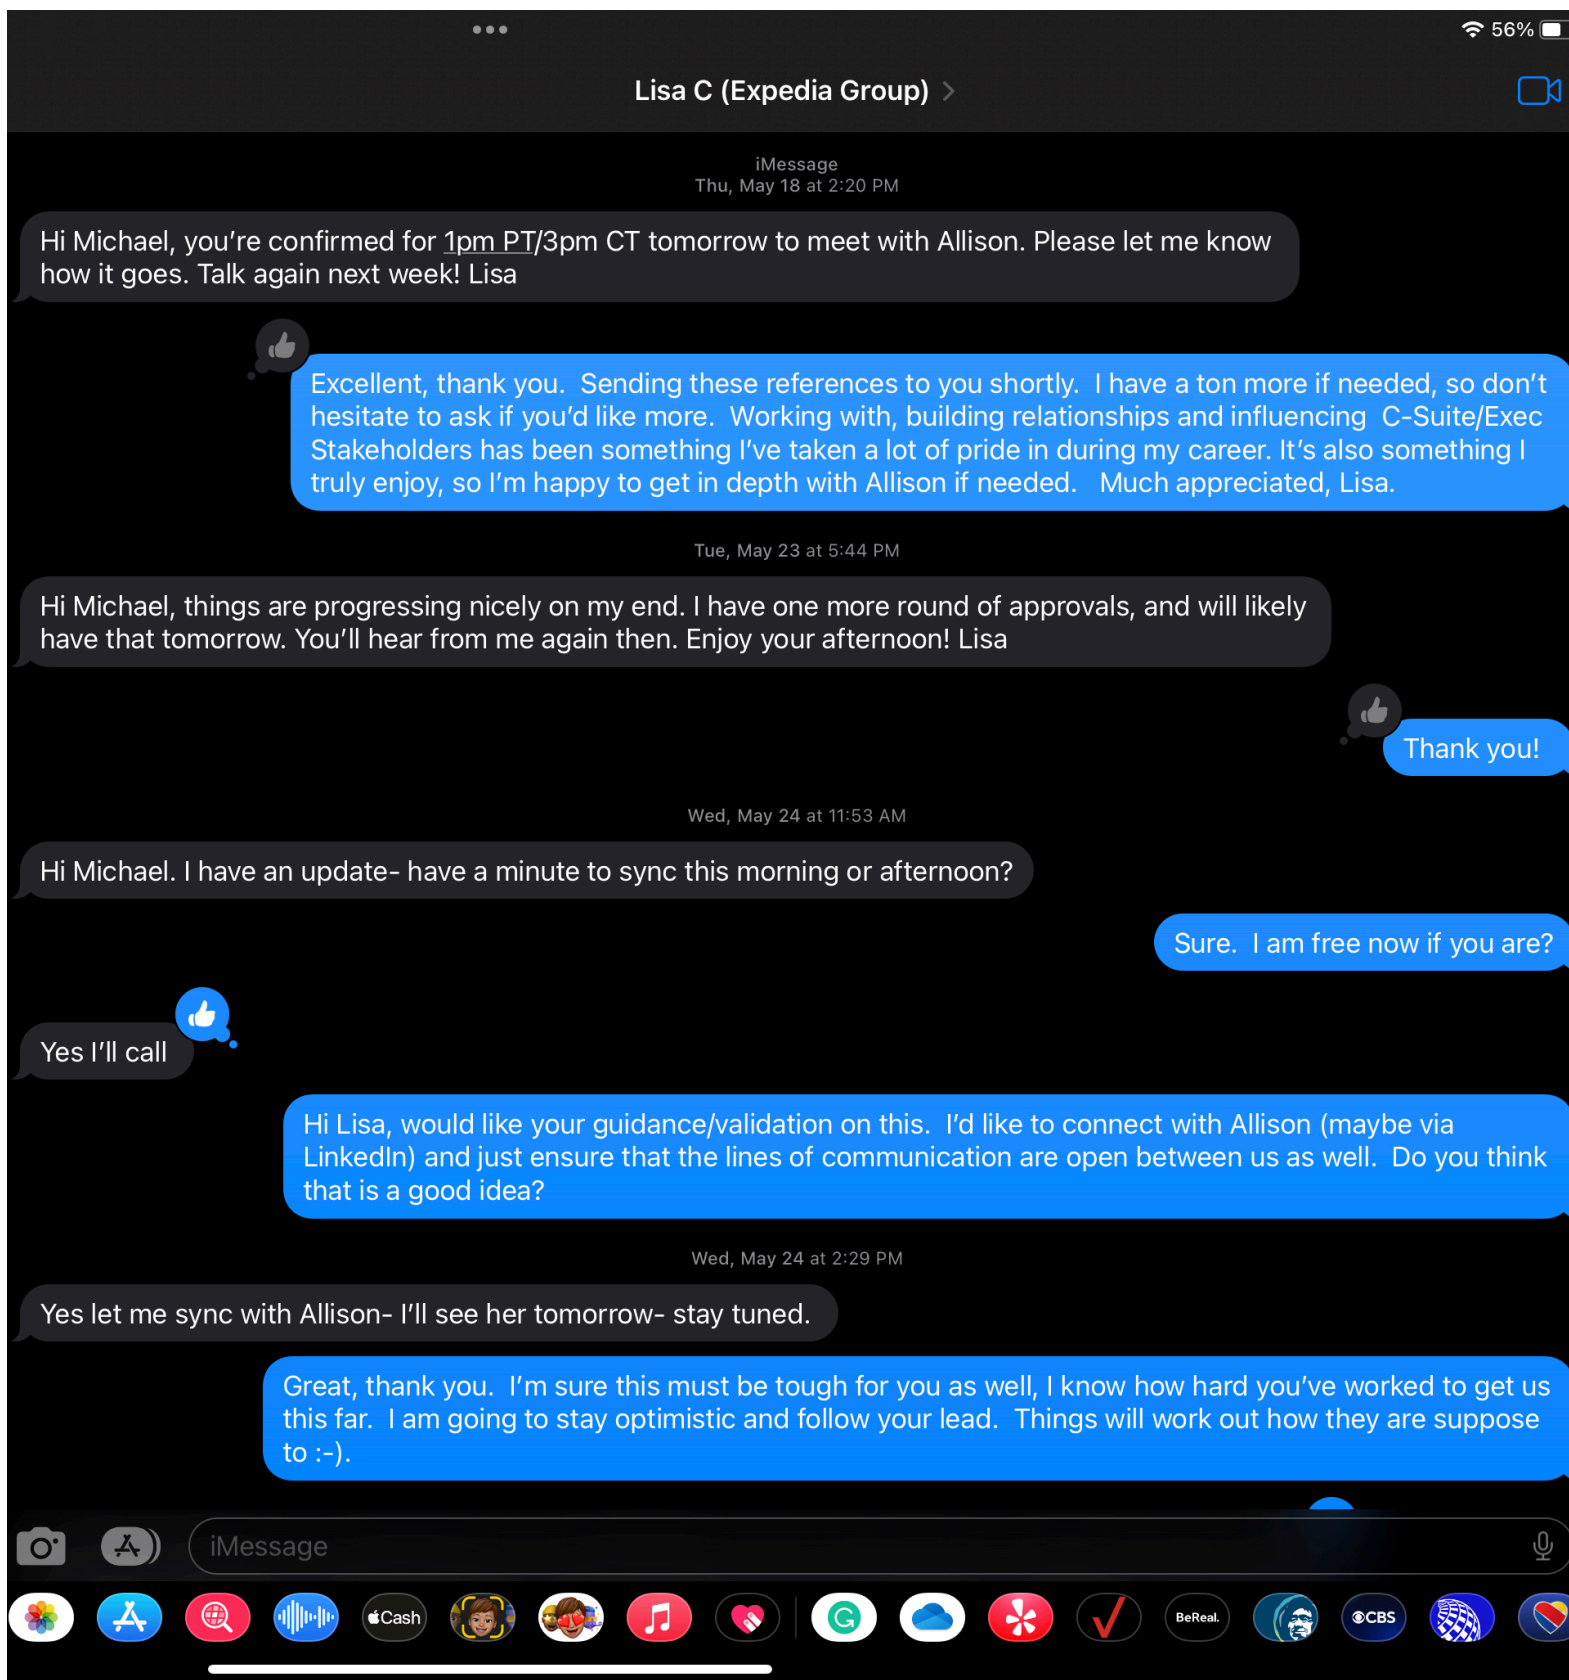 56%
Lisa C (Expedia Group)
iMessage
Thu, May 18 at 2:20 PM
Hi Michael, you’re confirmed for 1pm PT/3pm CT tomorrow to meet with Allison. Please let me know
how it goes. Talk again next week! Lisa
Excellent, thank you.  Sending these references to you shortly.  I have a ton more if needed, so don’t
hesitate to ask if you’d like more.  Working with, building relationships and influencing  C-Suite/Exec
Stakeholders has been something I’ve taken a lot of pride in during my career. It’s also something I
truly enjoy, so I’m happy to get in depth with Allison if needed.   Much appreciated, Lisa.
Tue, May 23 at 5:44 PM
Hi Michael, things are progressing nicely on my end. I have one more round of approvals, and will likely
have that tomorrow. You’ll hear from me again then. Enjoy your afternoon! Lisa
Thank you!
Wed, May 24 at 11:53 AM
Hi Michael. I have an update- have a minute to sync this morning or afternoon?
Sure.  I am free now if you are?
Yes I’ll call
Hi Lisa, would like your guidance/validation on this.  I’d like to connect with Allison (maybe via
LinkedIn) and just ensure that the lines of communication are open between us as well.  Do you think
that is a good idea?
Wed, May 24 at 2:29 PM
Yes let me sync with Allison- I’ll see her tomorrow- stay tuned.
Great, thank you.  I’m sure this must be tough for you as well, I know how hard you’ve worked to get us
this far.  I am going to stay optimistic and follow your lead.  Things will work out how they are suppose
to :-).
iMessage
Cash BeReal. CBS